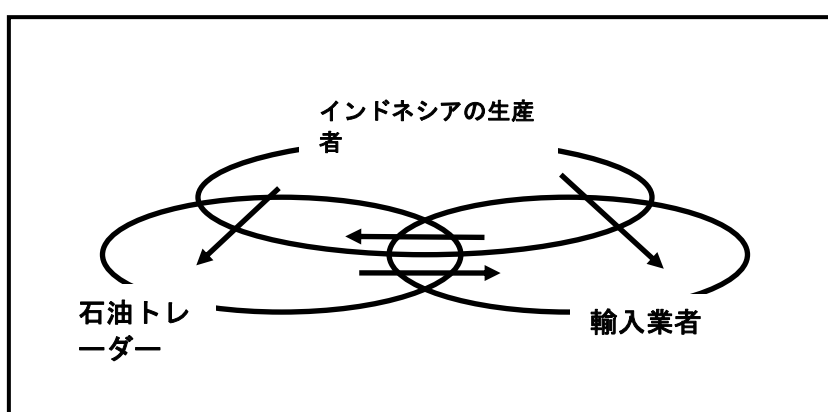 インドネシアの生産
者
石油トレ
ーダー
輸入業者